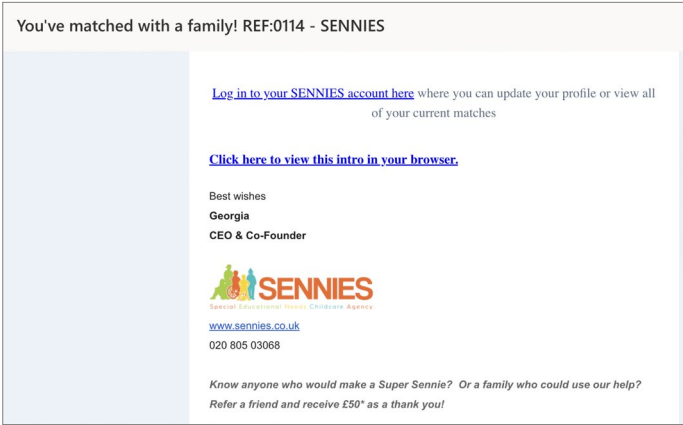 You've matched with a family! REF:0114 - SENNIES
Log in to your SENNIES account here where you can update your profile or view all
of your current matches
Click here to view this intro in your browser.
Best wishes
Georgia
CEO & Co-Founder
SENNIES
Special Educational Needs Childcare Agency
www.sennies.co.uk
020 805 03068
Know anyone who would make a Super Sennie? Or a family who could use our help?
Refer a friend and receive £50* as a thank you!